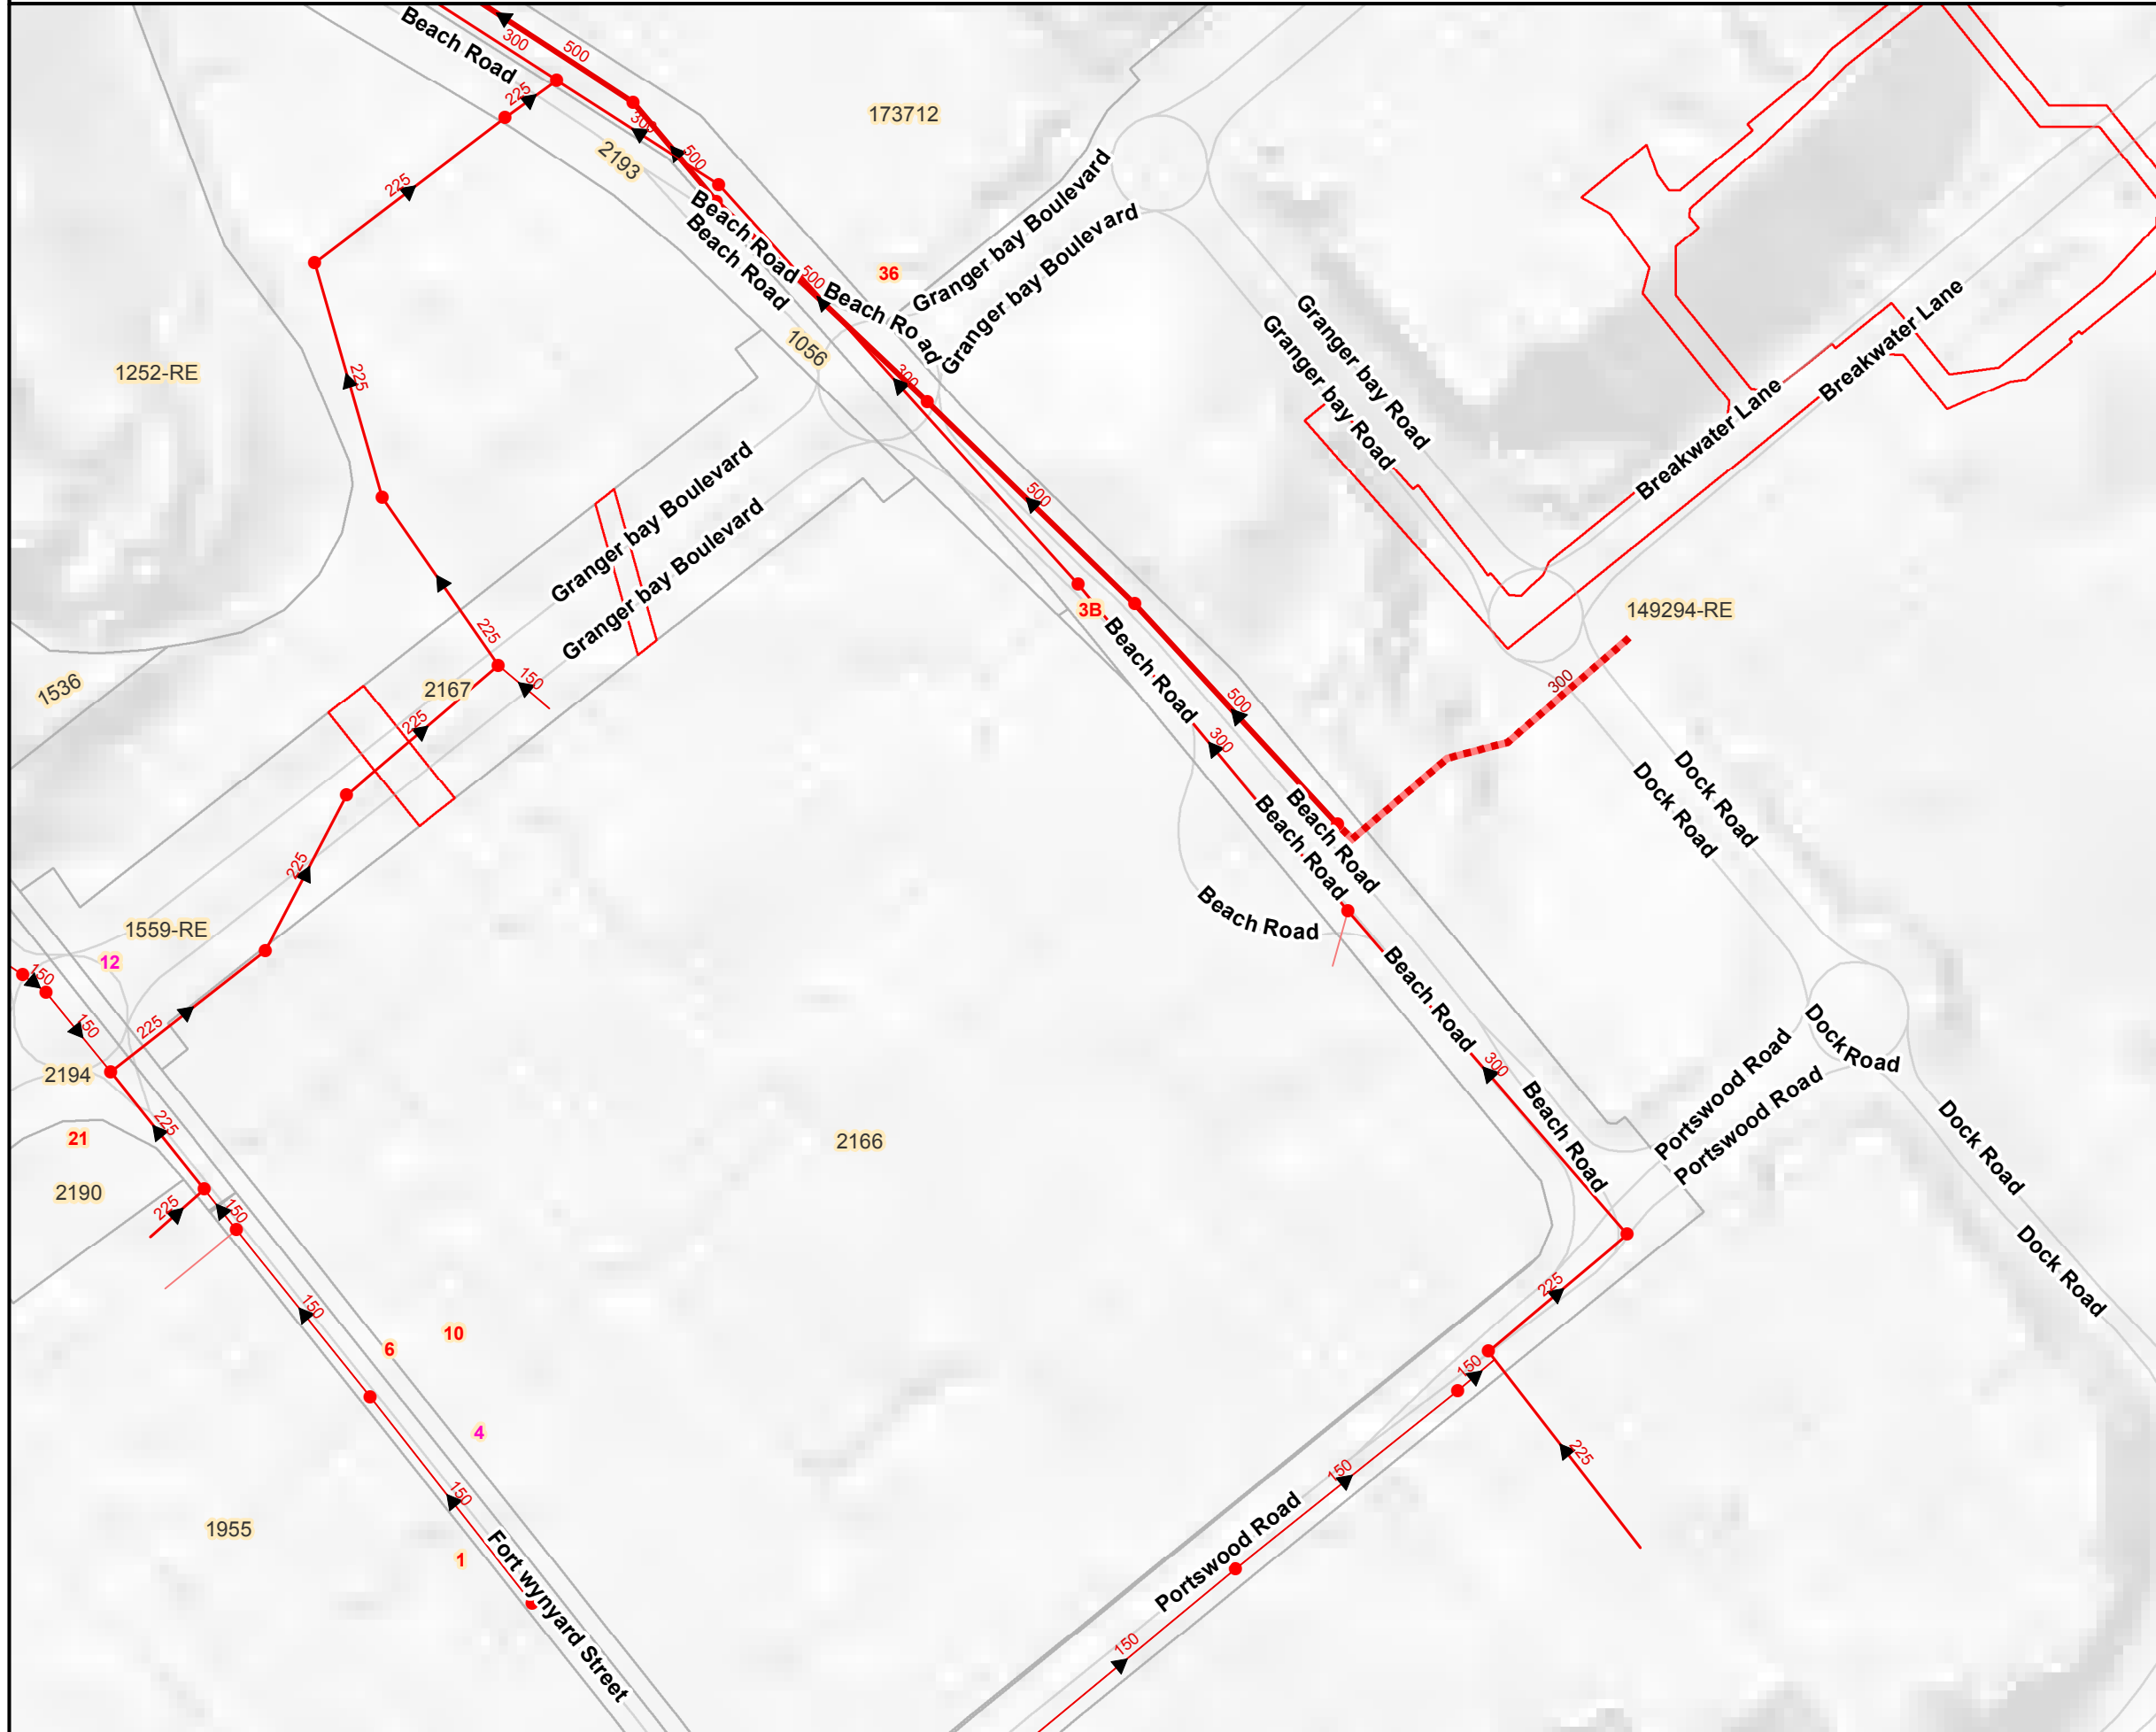 Beach Road
300
500
225
173712
300
2193
500
225
Beach Road
Beach Road
Granger bay Boulevard
Granger bay Boulevard
36
500
Beach Ro ad
1056
300
Granger bay Road
Granger bay Road
Breakwater Lane
Breakwater Lane
1252-RE
225
Granger bay Boulevard
Granger bay Boulevard
500
149294-RE
3B
225
150
1536
2167
225
Beach Road
300
500
300
Dock Road
Dock Road
Beach Road
Beach Road
225
Beach Road
1559-RE
12
150
150
225
Beach Road
300
Dock Road
Portswood Road
Portswood Road
2194
225
21
2166
Beach Road
Dock Road
2190
225
150
Dock Road
225
150
6
10
150
4
225
150
150
1955
1
Fort wynyard Street
Portswood Road
150